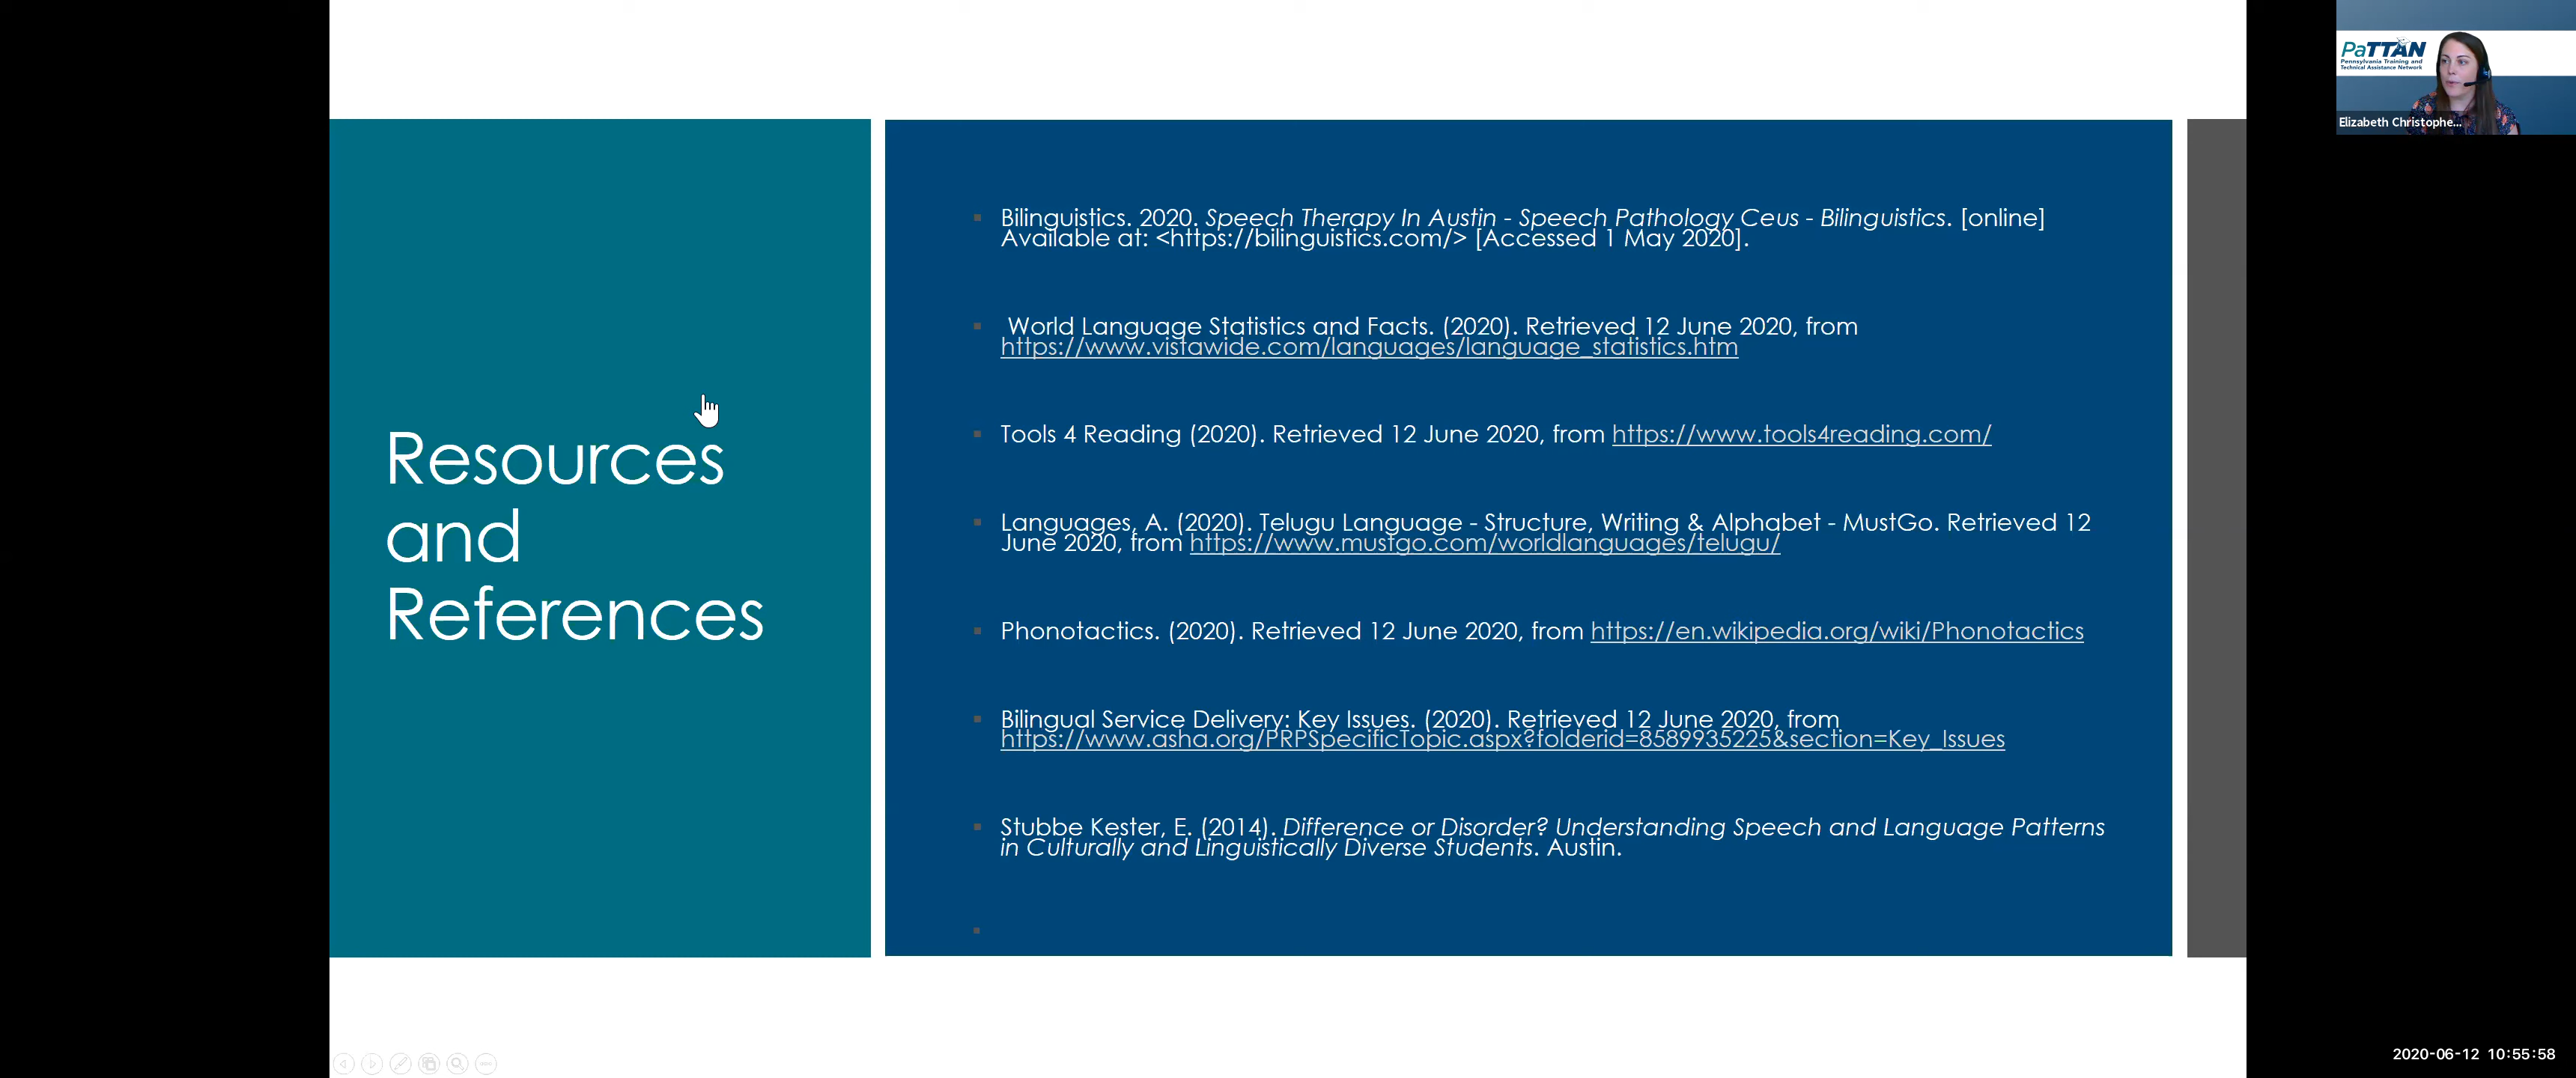 Resources
and
References
Bilinguistics. 2020. Speech Therapy In Austin - Speech Pathology Ceus - Bilinguistics. [online]
Available at: <https://bilinguistics.com/> [Accessed 1 May 2020].
World Language Statistics and Facts. (2020). Retrieved 12 June 2020, from
https://www.vistawide.com/languages/language_statistics.htm
Tools 4 Reading (2020). Retrieved 12 June 2020, from https://www.tools4reading.com/
Languages, A. (2020). Telugu Language - Structure, Writing & Alphabet - MustGo. Retrieved 12
June 2020, from https://www.mustgo.com/worldlanguages/telugu/
Phonotactics. (2020). Retrieved 12 June 2020, from https://en.wikipedia.org/wiki/Phonotactics
Bilingual Service Delivery: Key Issues. (2020). Retrieved 12 June 2020, from
https://www.asha.org/PRPSpecificTopic.aspx?folderid=8589935225&section=Key_Issues
Stubbe Kester, E. (2014). Difference or Disorder? Understanding Speech and Language Patterns
in Culturally and Linguistically Diverse Students. Austin.
PaTTAN
Pennsylvania Training and
Technical Assistance Network
Elizabeth Christophe...
2020-06-12 10:55:58